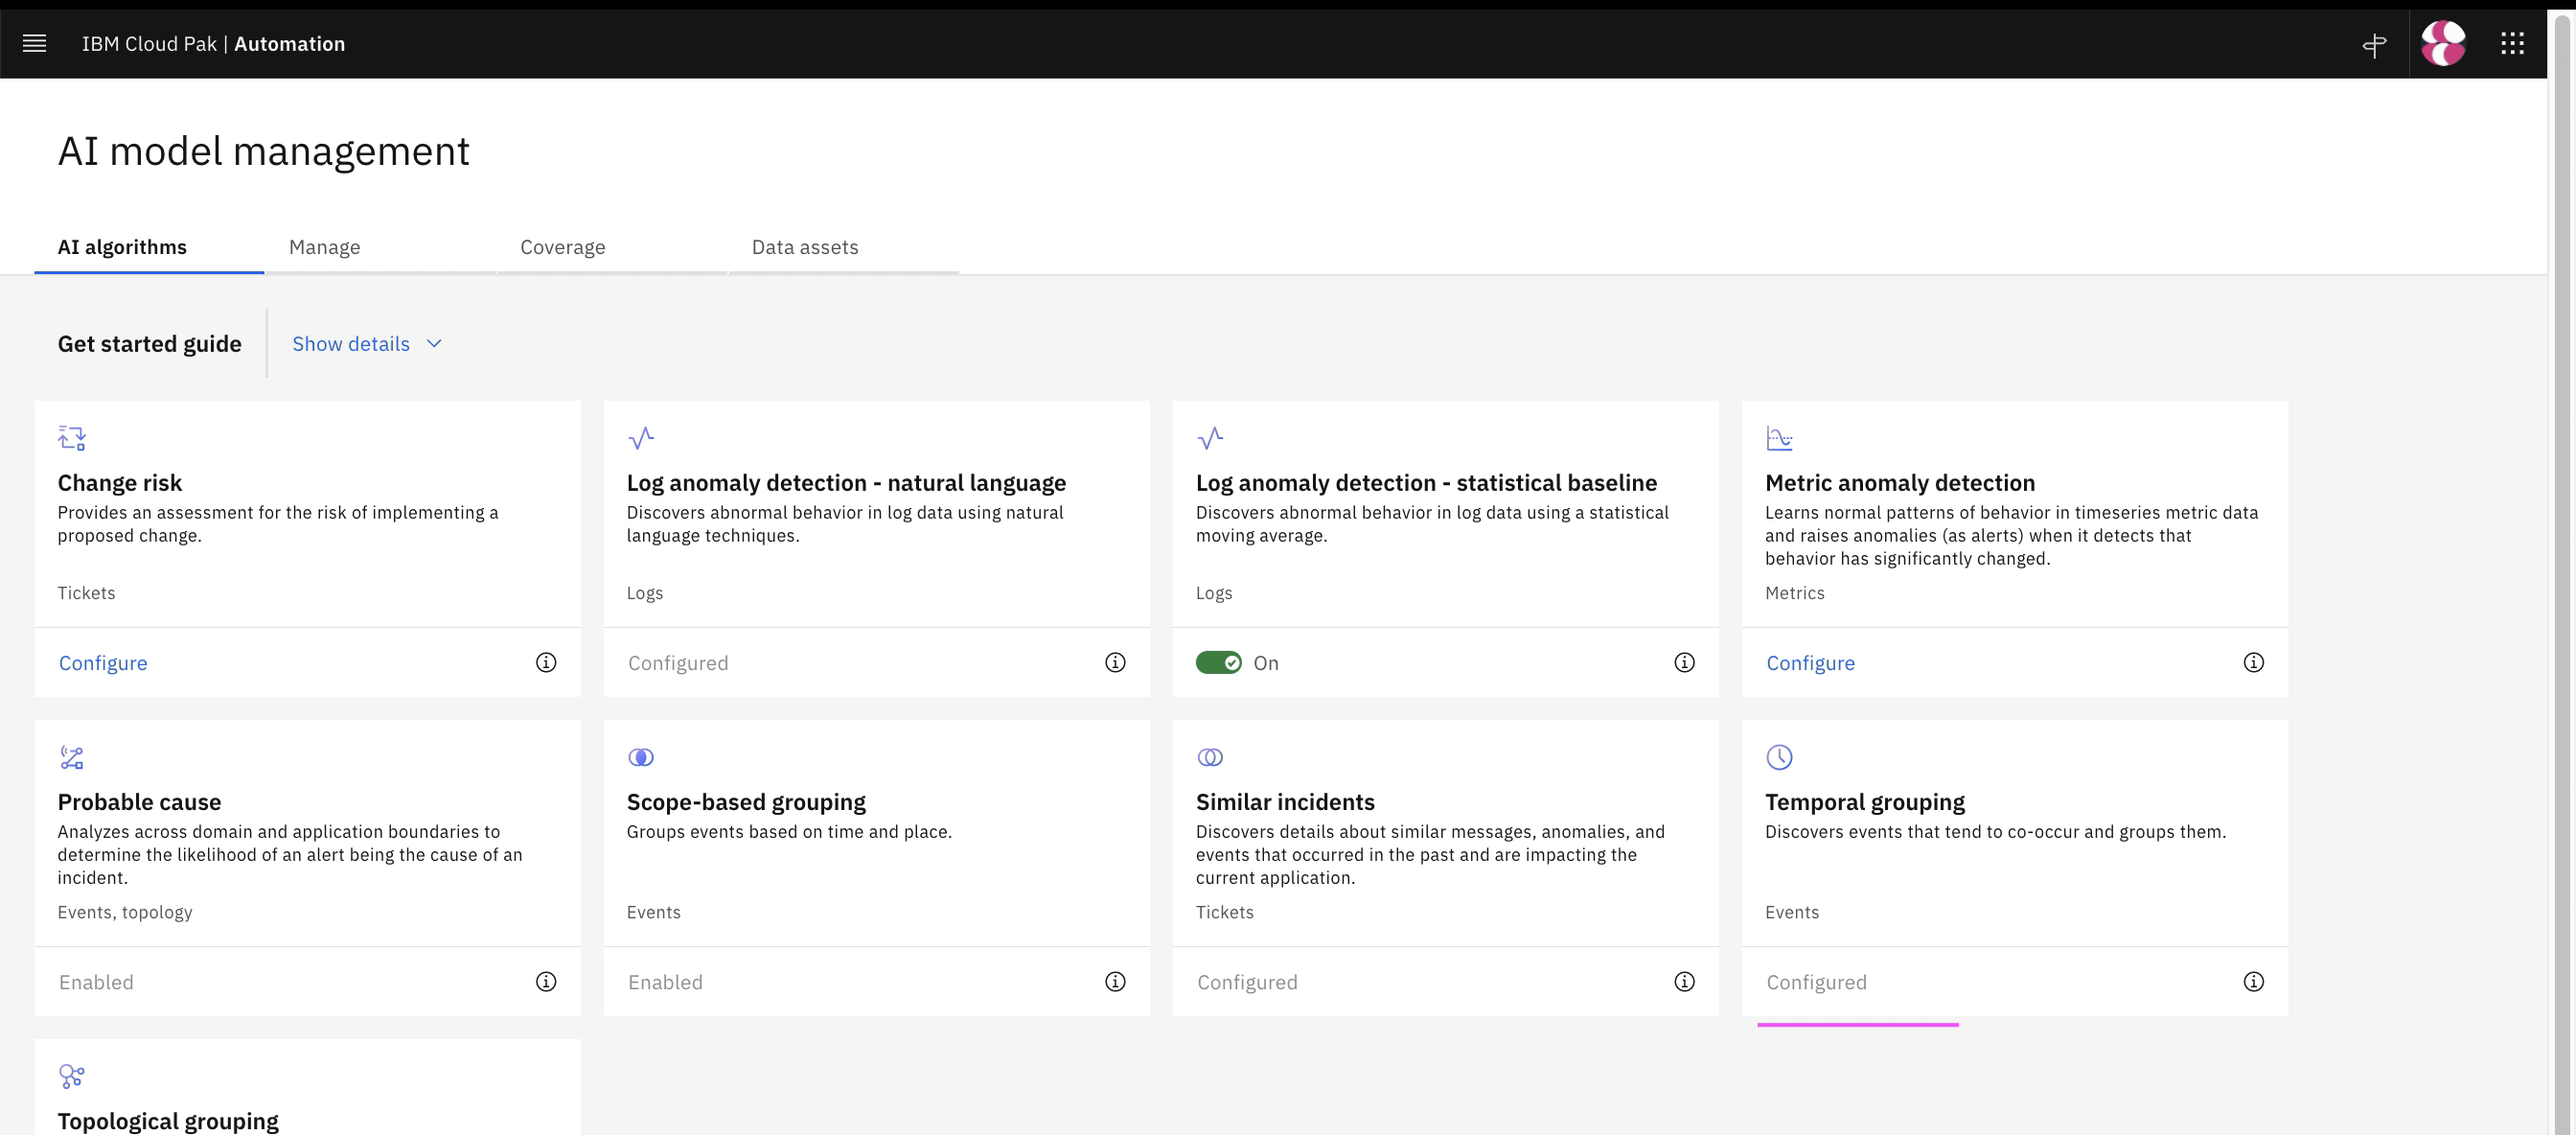 IBM Cloud Pak | Automation
AI model management
AI algorithms
Manage
Coverage
Data assets
Get started guide
Show details
Change risk
Provides an assessment for the risk of implementing a
proposed change.
Tickets
Configure
Log anomaly detection - natural language
Discovers abnormal behavior in log data using natural
language techniques.
Logs
Configured
Log anomaly detection - statistical baseline
Discovers abnormal behavior in log data using a statistical
moving average.
Logs
On
Metric anomaly detection
Learns normal patterns of behavior in timeseries metric data
and raises anomalies (as alerts) when it detects that
behavior has significantly changed.
Metrics
Configure
Probable cause
Analyzes across domain and application boundaries to
determine the likelihood of an alert being the cause of an
incident.
Events, topology
Enabled
Scope-based grouping
Groups events based on time and place.
Events
Enabled
Similar incidents
Discovers details about similar messages, anomalies, and
events that occurred in the past and are impacting the
current application.
Tickets
Configured
Temporal grouping
Discovers events that tend to co-occur and groups them.
Events
Configured
Topological grouping